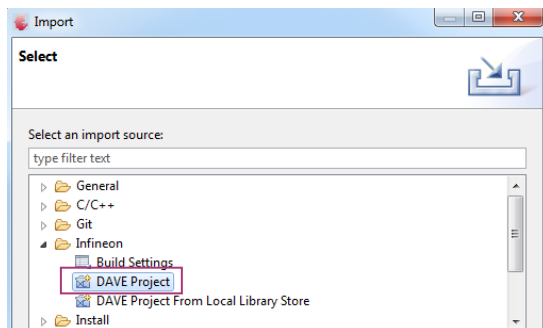 Import
Select
Select an import source:
type filter text
General
C/C++
Git
Infineon
Build Settings
DAVE Project
DAVE Project From Local Library Store
Install